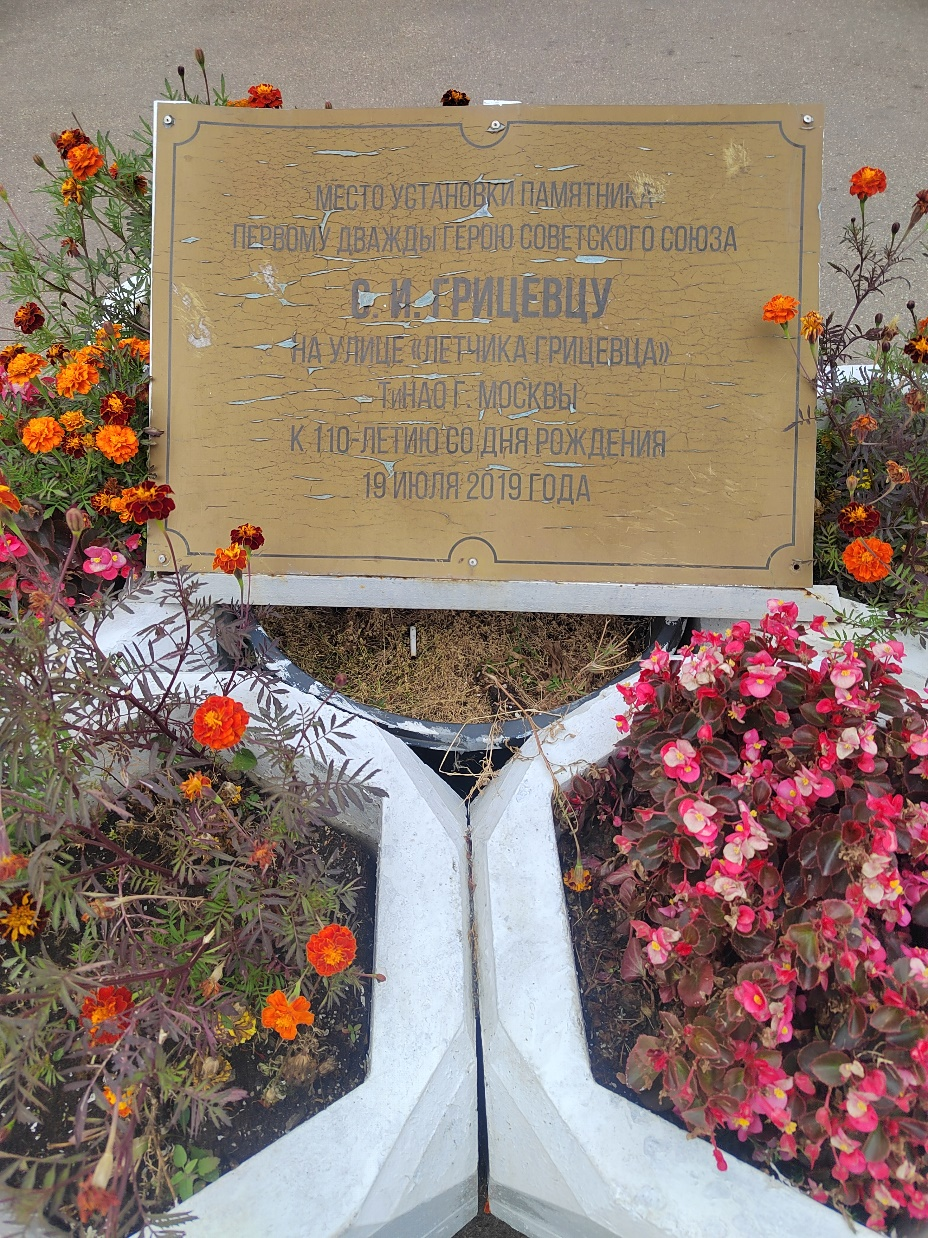 МЕСТО УСТАНОВКИ ПАМЯТНИКА
ПЕРВОМУ ДВАЖДЫ ГЕРОЮ СОВЕТСКОГО СОЮЗА
С. И. ГРИЦЕВЦУ
НА УЛИЦЕ «ЛЕТЧИКА ГРИЦЕВЦА»
ТиНАО Г. МОСКВЫ
К 110-ЛЕТИЮ СО ДНЯ РОЖДЕНИЯ
19 ИЮЛЯ 2019 ГОДА